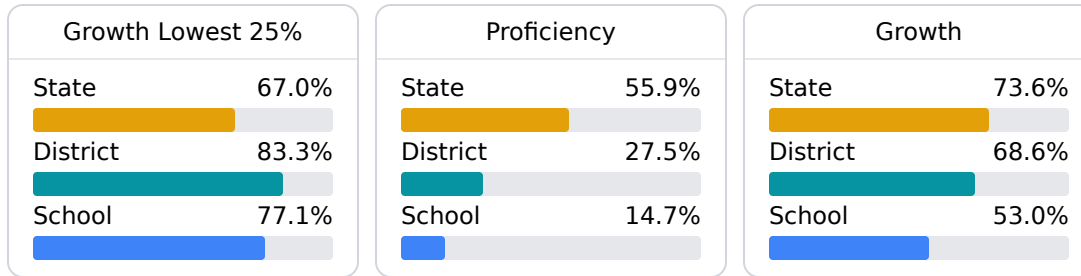 Growth Lowest 25%
State 67.0%
District 83.3%
School 77.1%
Proficiency
State 55.9%
District 27.5%
School 14.7%
Growth
State 73.6%
District 68.6%
School 53.0%